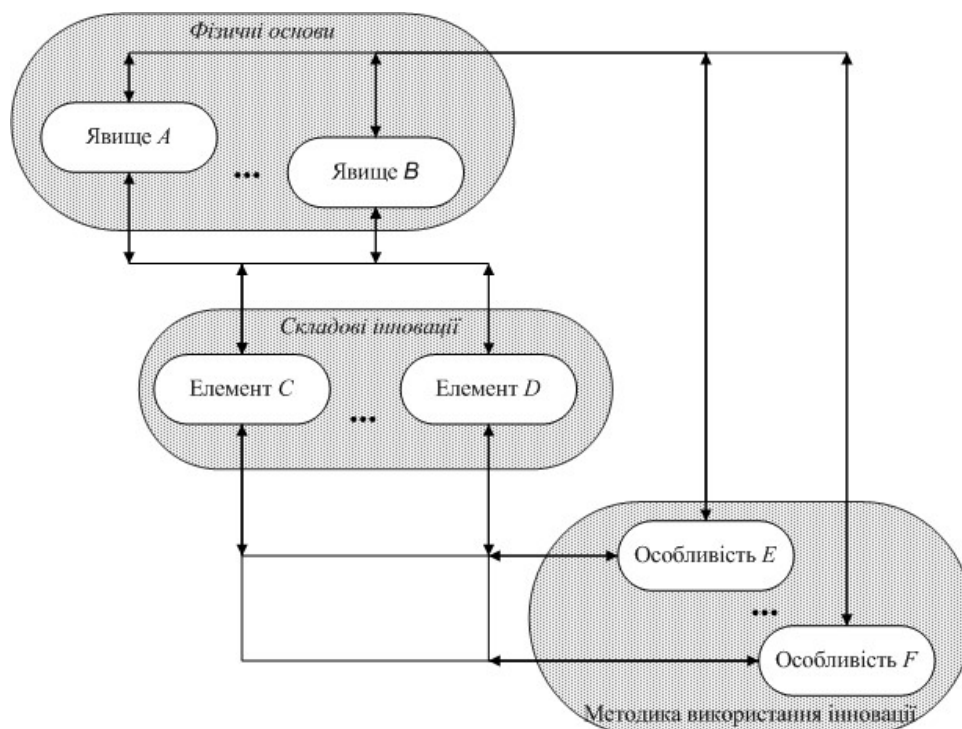 Фізичні основи
Явище A
...
Явище B
Складові інновації
Елемент C
...
Елемент D
Особливість E
...
Особливість F
Методика використання інновації